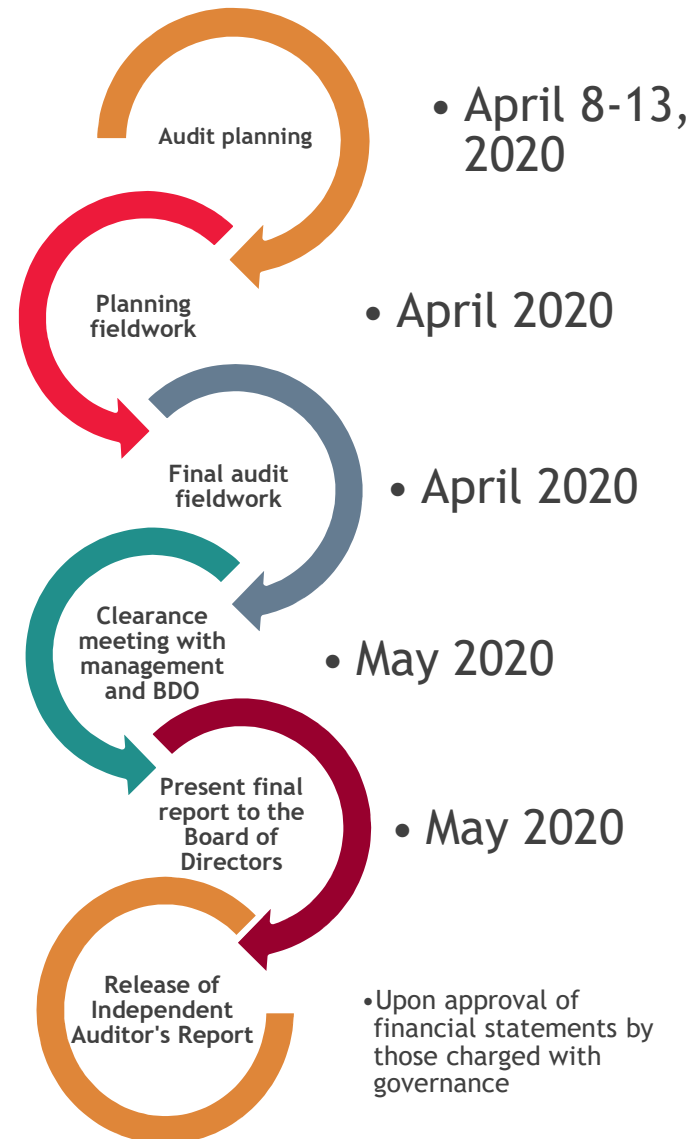 Audit planning
• April 8-13,
2020
Planning
fieldwork
• April 2020
Final audit
fieldwork
• April 2020
Clearance
meeting with
management
and BDO
• May 2020
Present final
report to the
Board of
Directors
• May 2020
Release of
Independent
Auditor's Report
•Upon approval of
financial statements by
those charged with
governance